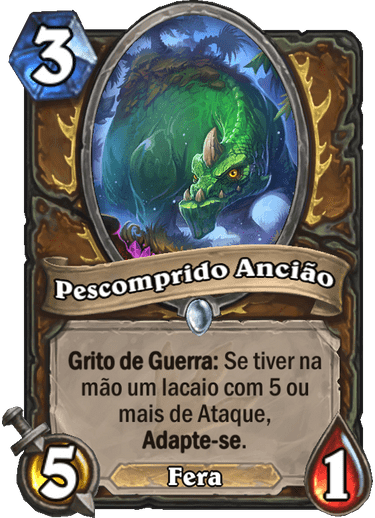 3
Pescomprido Ancião
Grito de Guerra: Se tiver na
mão um lacaio com 5 ou
mais de Ataque,
Adapte-se.
5
Fera
1